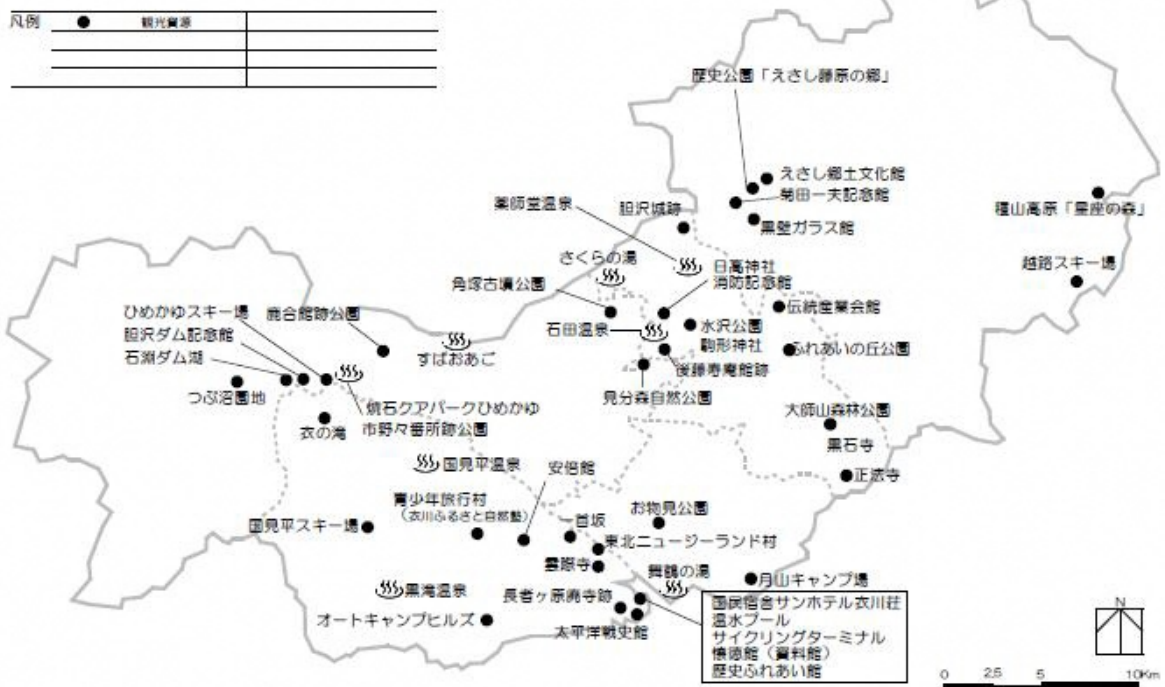 凡例 ● 観光資源
歴史公園「えさし藤原の郷」
えさし郷土文化館
菊田一夫記念館
黒壁ガラス館
種山高原「星座の森」
越路スキー場
薬師堂温泉
胆沢城跡
さくらの湯
日高神社
消防記念館
角塚古墳公園
伝統産業会館
石田温泉
水沢公園
駒形神社
ふれあいの丘公園
後藤寿庵館跡
見分森自然公園
ひめかゆスキー場
鹿合館跡公園
胆沢ダム記念館
石淵ダム湖
すぱおあご
つぶ沼園地
焼石クアパークひめかゆ
市野々番所跡公園
衣の滝
大師山森林公園
黒石寺
正法寺
国見平温泉
安倍館
青少年旅行村
（衣川ふるさと自然塾）
国見平スキー場
一首坂
お物見公園
東北ニュージーランド村
雲際寺
舞鶴の湯
月山キャンプ場
黒滝温泉
長者ヶ原廃寺跡
オートキャンプヒルズ
太平洋戦史館
国民宿舎サンホテル衣川荘
温水プール
サイクリングターミナル
懐徳館（資料館）
歴史ふれあい館
N
0 2.5 5 10Km